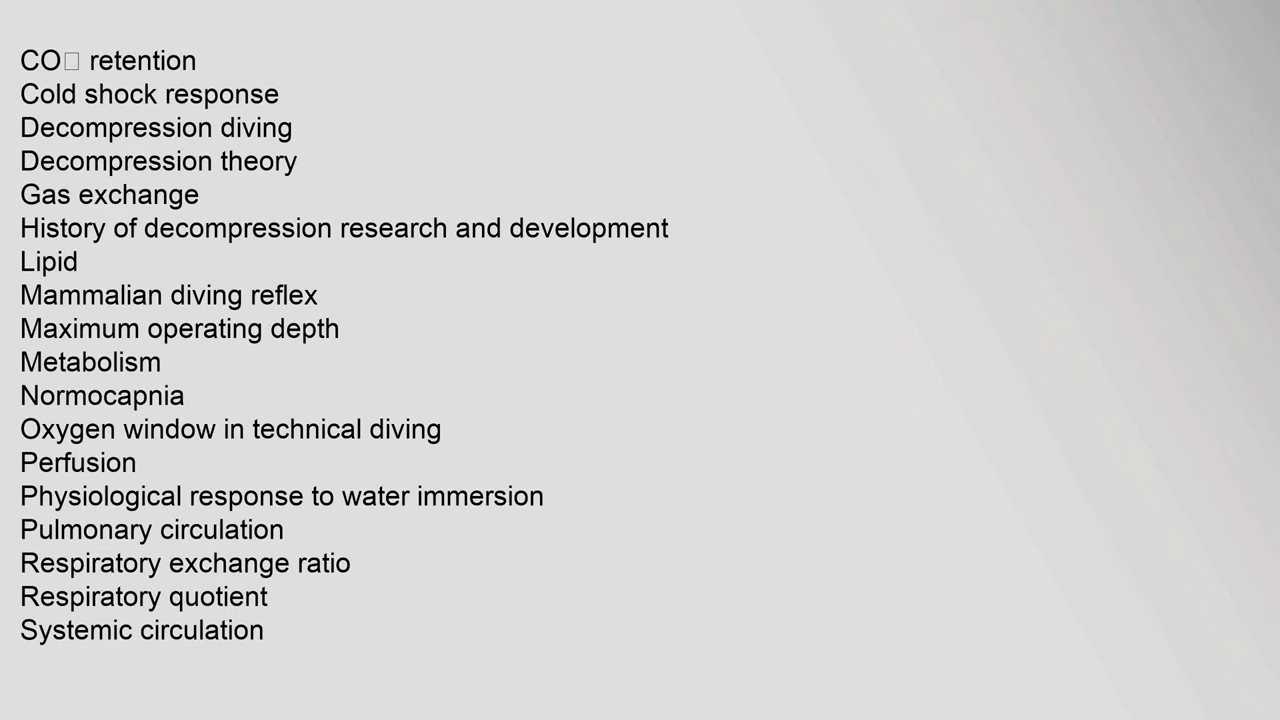 CO□ retention
Cold shock response
Decompression diving
Decompression theory
Gas exchange
History of decompression research and development
Lipid
Mammalian diving reflex
Maximum operating depth
Metabolism
Normocapnia
Oxygen window in technical diving
Perfusion
Physiological response to water immersion
Pulmonary circulation
Respiratory exchange ratio
Respiratory quotient
Systemic circulation